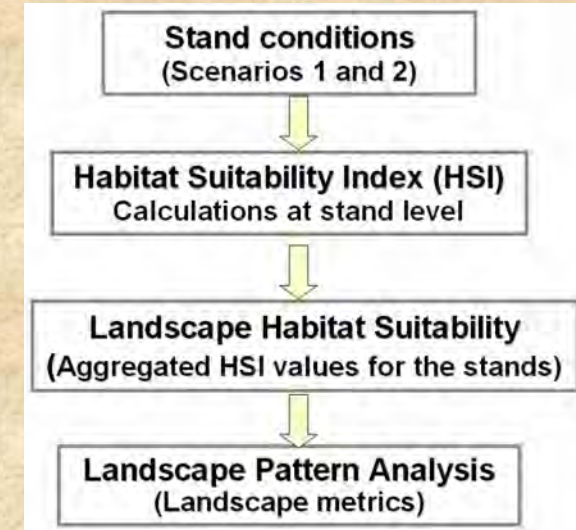 Stand conditions
(Scenarios 1 and 2)
Habitat Suitability Index (HSI)
Calculations at stand level
Landscape Habitat Suitability
(Aggregated HSI values for the stands)
Landscape Pattern Analysis
(Landscape metrics)